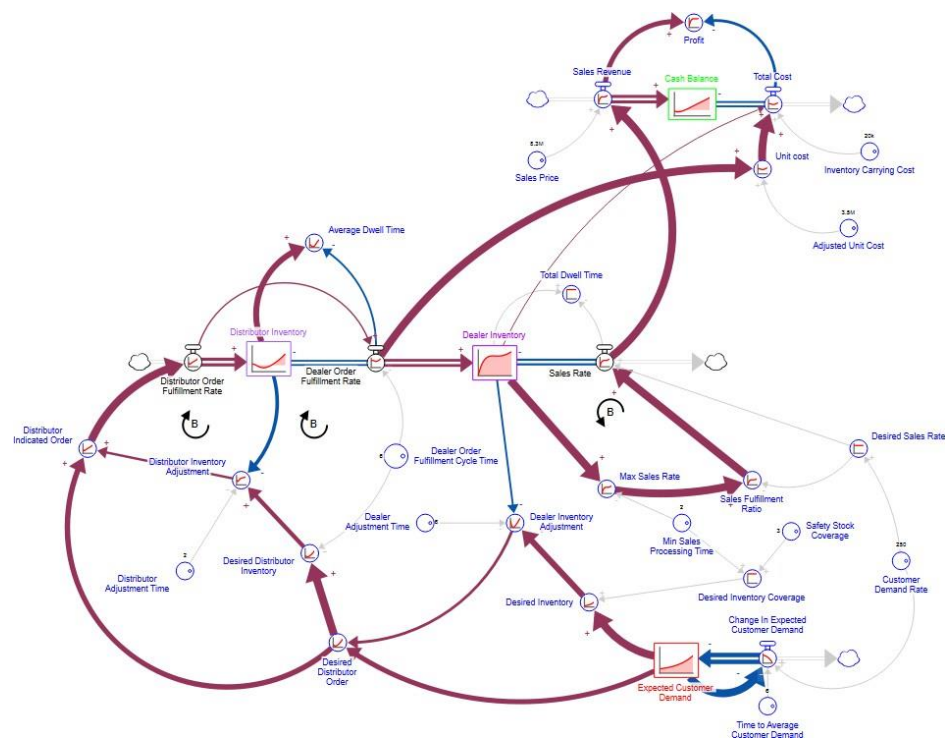 Profit
Sales Revenue
Cash Balance
Total Cost
5.2M
Sales Price
Unit cost
20k
Inventory Carrying Cost
3.8M
Adjusted Unit Cost
Average Dwell Time
Total Dwell Time
Distributor Inventory
Dealer Inventory
Distributor Order
Fulfillment Rate
Dealer Order
Fulfillment Rate
Sales Rate
B
B
B
Distributor
Indicated Order
Distributor Inventory
Adjustment
6
Dealer Order
Fulfillment Cycle Time
Max Sales Rate
Sales Fulfillment
Ratio
Desired Sales Rate
Dealer
Adjustment Time
6
Dealer Inventory
Adjustment
2
Min Sales
Processing Time
3
Safety Stock
Coverage
2
Distributor
Adjustment Time
Desired Distributor
Inventory
Desired Inventory
Desired Inventory Coverage
250
Customer
Demand Rate
Change In Expected
Customer Demand
Desired
Distributor
Order
Expected Customer
Demand
6
Time to Average
Customer Demand